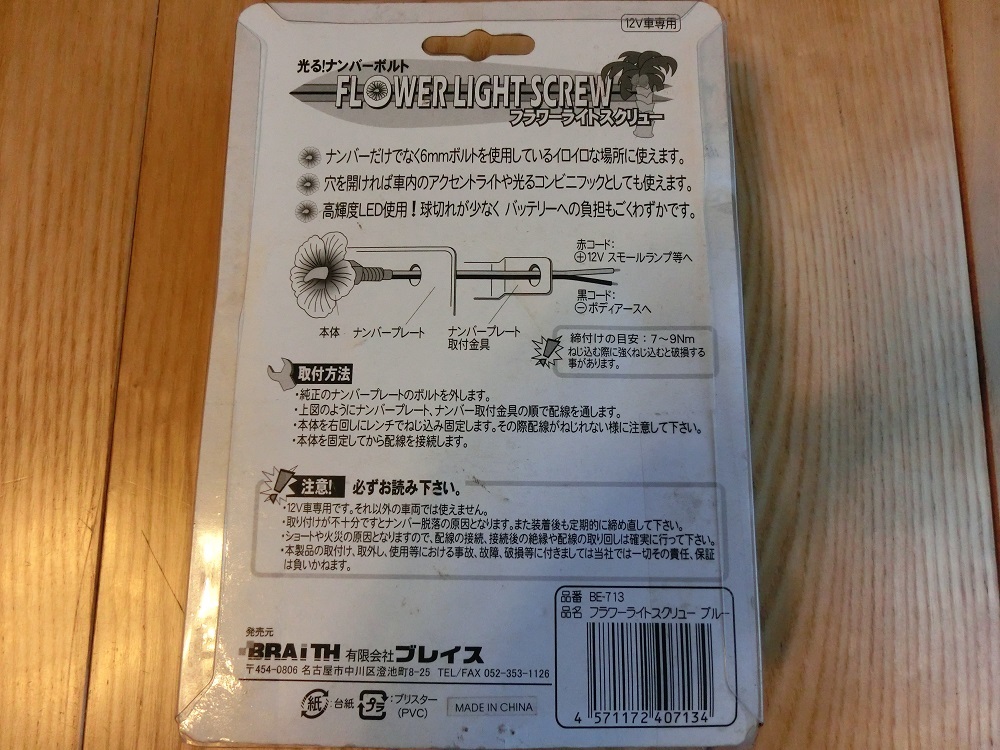 12V車専用
光る!ナンバーボルト
FLOWER LIGHT SCREW
フラワーライトスクリュー
ナンバーだけでなく6mmボルトを使用しているイロイロな場所に使えます。
穴を開ければ車内のアクセントライトや光るコンビニフックとしても使えます。
高輝度LED使用!球切れが少なく バッテリーへの負担もごくわずかです。
赤コード:
⊕12V スモールランプ等へ
黒コード:
⊖ボディアースへ
本体 ナンバープレート ナンバープレート
取付金具
締付けの目安:7〜9Nm
ねじ込む際に強くねじ込むと破損する
事があります。
取付方法
・純正のナンバープレートのボルトを外します。
・上図のようにナンバープレート、ナンバー取付金具の順で配線を通します。
・本体を右回しにレンチでねじ込み固定します。その際配線がねじれない様に注意して下さい。
・本体を固定してから配線を接続します。
注意! 必ずお読み下さい。
・12V車専用です。それ以外の車両では使えません。
・取り付けが不十分ですとナンバー脱落の原因となります。また装着後も定期的に締め直して下さい。
・ショートや火災の原因となりますので、配線の接続、接続後の絶縁や配線の取り回しは確実に行って下さい。
・本製品の取付け、取外し、使用等における事故、故障、破損等に付きましては当社では一切その責任、保証
は負いかねます。
品番 BE-713
品名 フラワーライトスクリュー ブルー
発売元
BRAiTH 有限会社ブレイス
〒454-0806 名古屋市中川区澄池町8-25 TEL/FAX 052-353-1126
紙 :台紙 プラ :ブリスター
(PVC)
MADE IN CHINA
4 571172 407134